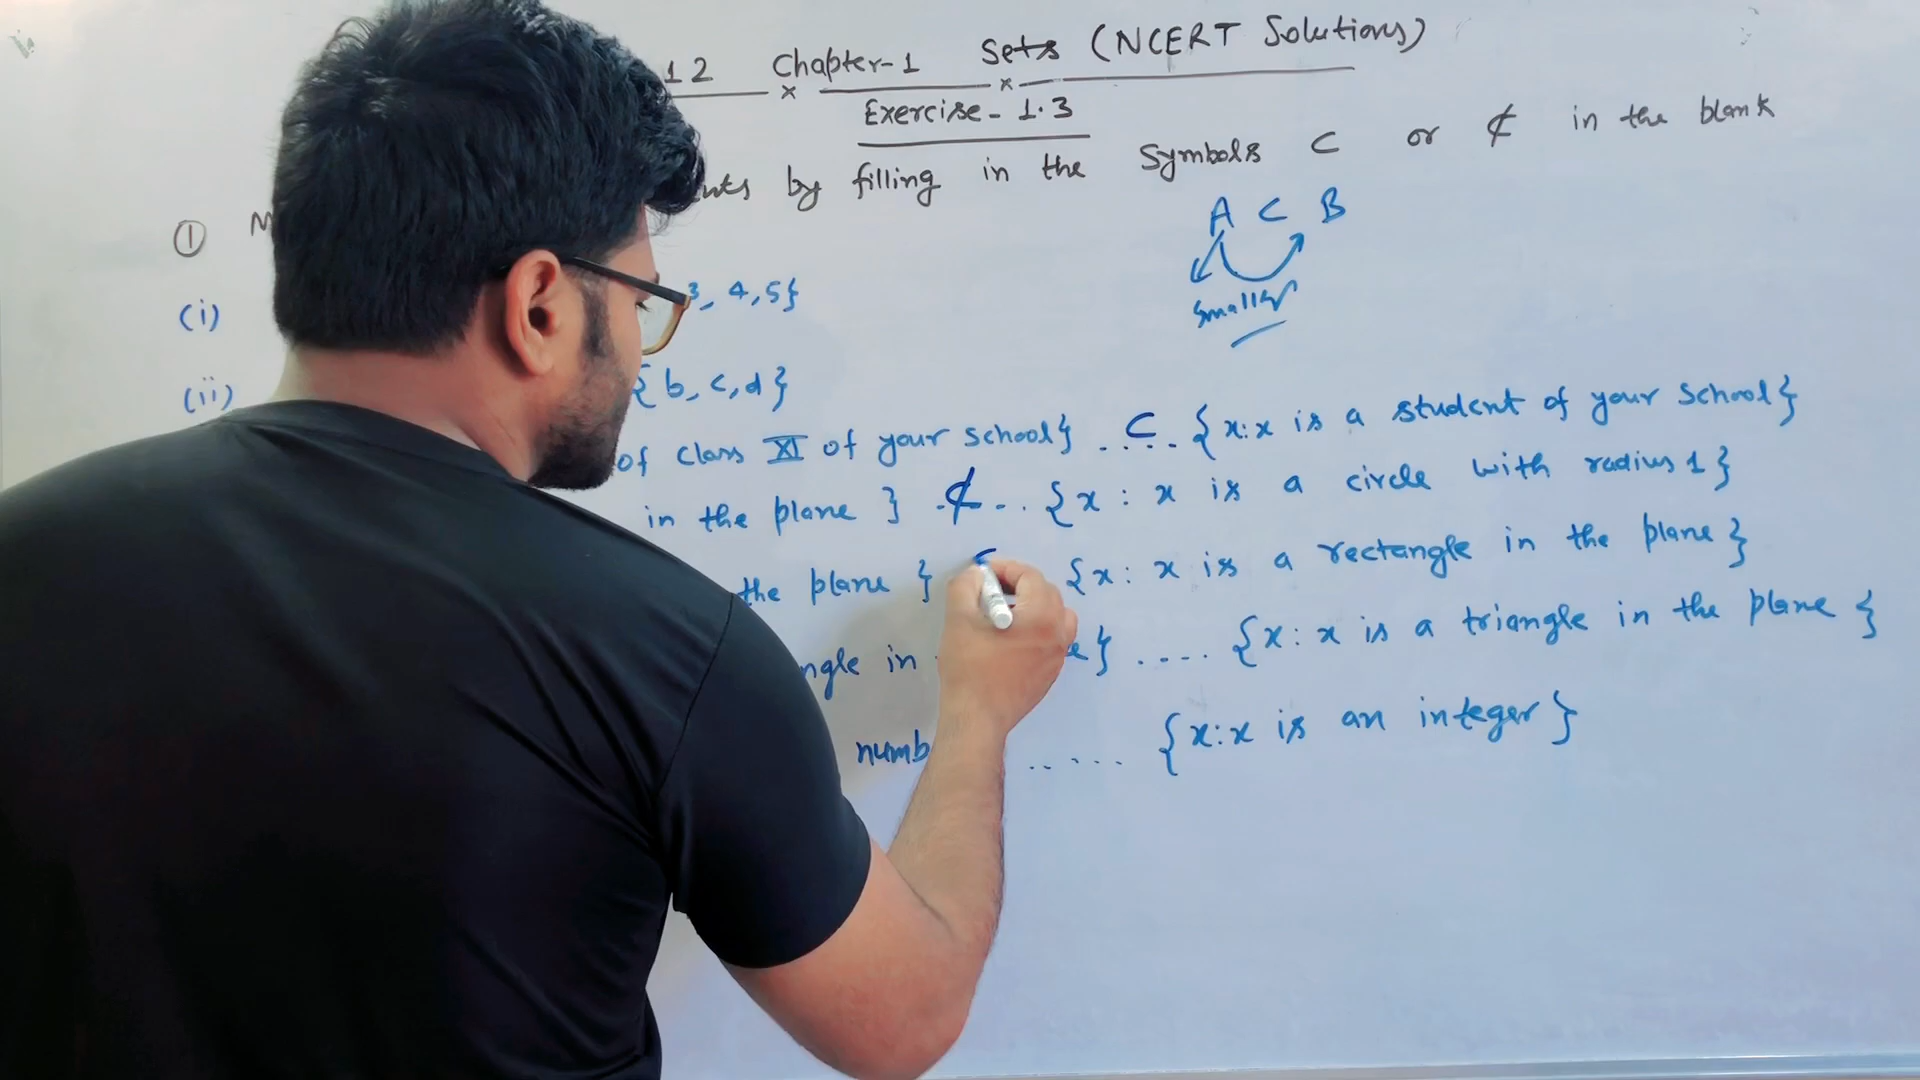 12 Chapter-1 Sets (NCERT Solutions)
Exercise - 1.3
① by filling in the Symbols ⊂ or ⊄ in the blank
A ⊂ B
Smaller
(i) 3, 4, 5}
(ii) {b, c, d}
of class XI of your school} ..⊂.. {x: x is a student of your school}
in the plane } .⊄... {x : x is a circle with radius 1}
the plane } {x: x is a rectangle in the plane}
in } ..... {x: x is a triangle in the plane }
...... {x: x is an integer}